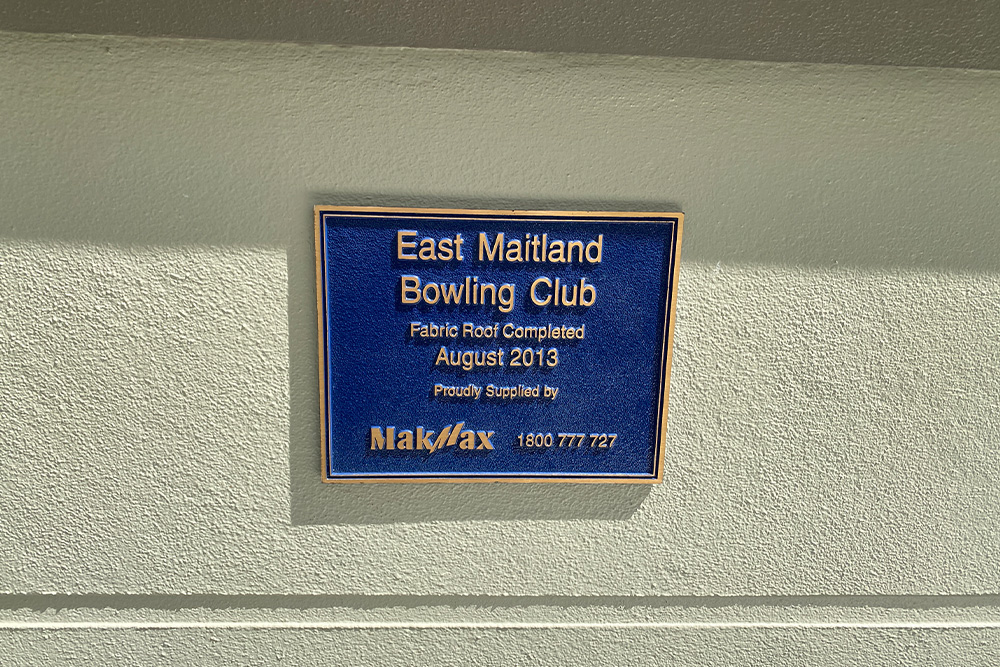 East Maitland
Bowling Club
Fabric Roof Completed
August 2013
Proudly Supplied by
MakMax 1800 777 727